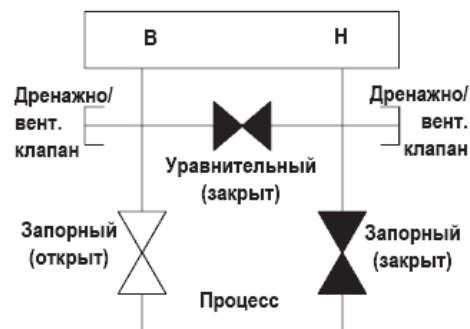 В
Н
Дренажно/
вент.
клапан
Дренажно/
вент.
клапан
Уравнительный
(закрыт)
Запорный
(открыт)
Запорный
(закрыт)
Процесс